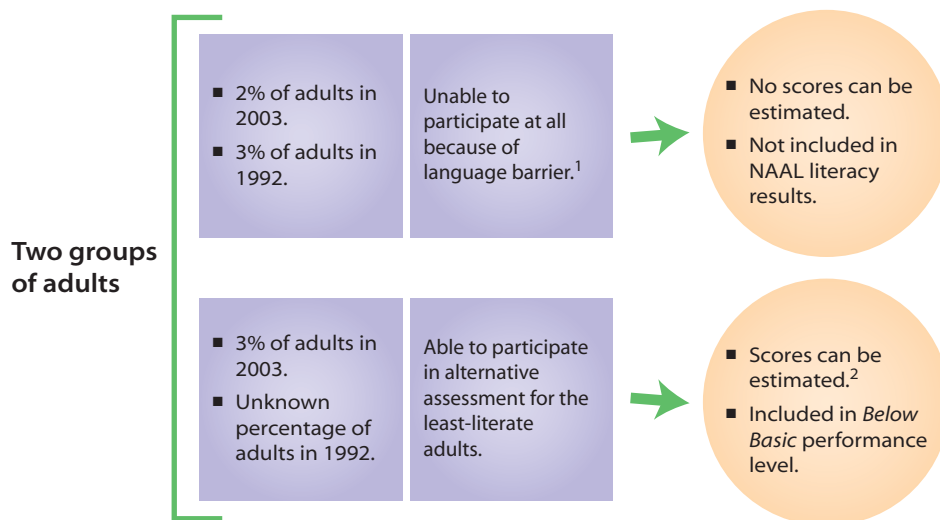 Two groups
of adults
■ 2% of adults in
2003.
■ 3% of adults in
1992.
Unable to
participate at all
because of
language barrier.1
■ No scores can be
estimated.
■ Not included in
NAAL literacy
results.
■ 3% of adults in
2003.
■ Unknown
percentage of
adults in 1992.
Able to participate
in alternative
assessment for the
least-literate
adults.
■ Scores can be
estimated.2
■ Included in Below
Basic performance
level.